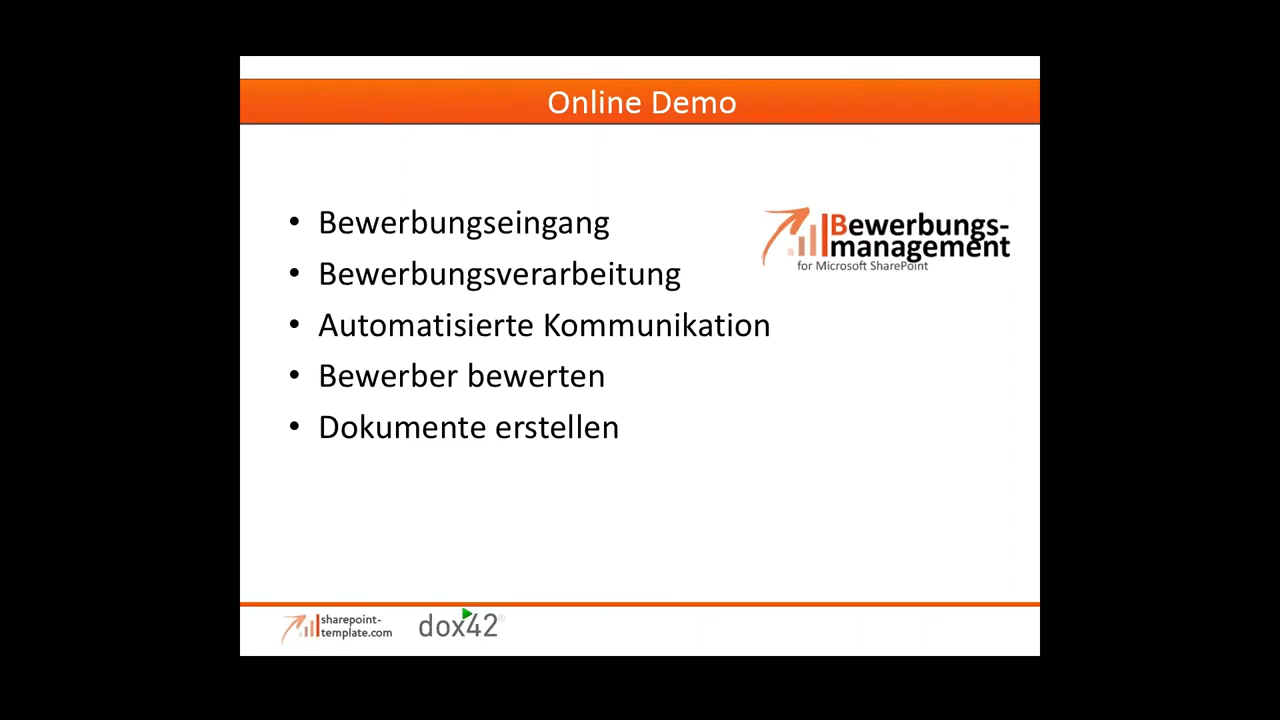 Online Demo
• Bewerbungseingang
• Bewerbungsverarbeitung
• Automatisierte Kommunikation
• Bewerber bewerten
• Dokumente erstellen
Bewerbungs-
management
for Microsoft SharePoint
sharepoint-
template.com
dox42®